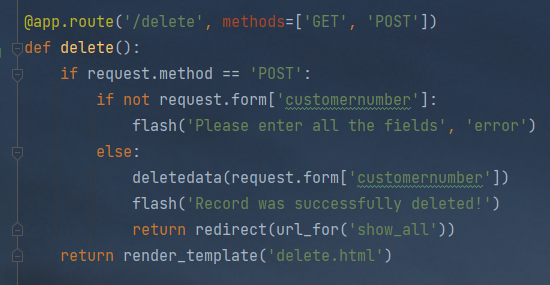 @app.route('/delete', methods=['GET', 'POST'])
def delete():
    if request.method == 'POST':
        if not request.form['customernumber']:
            flash('Please enter all the fields', 'error')
        else:
            deletedata(request.form['customernumber'])
            flash('Record was successfully deleted!')
            return redirect(url_for('show_all'))
    return render_template('delete.html')